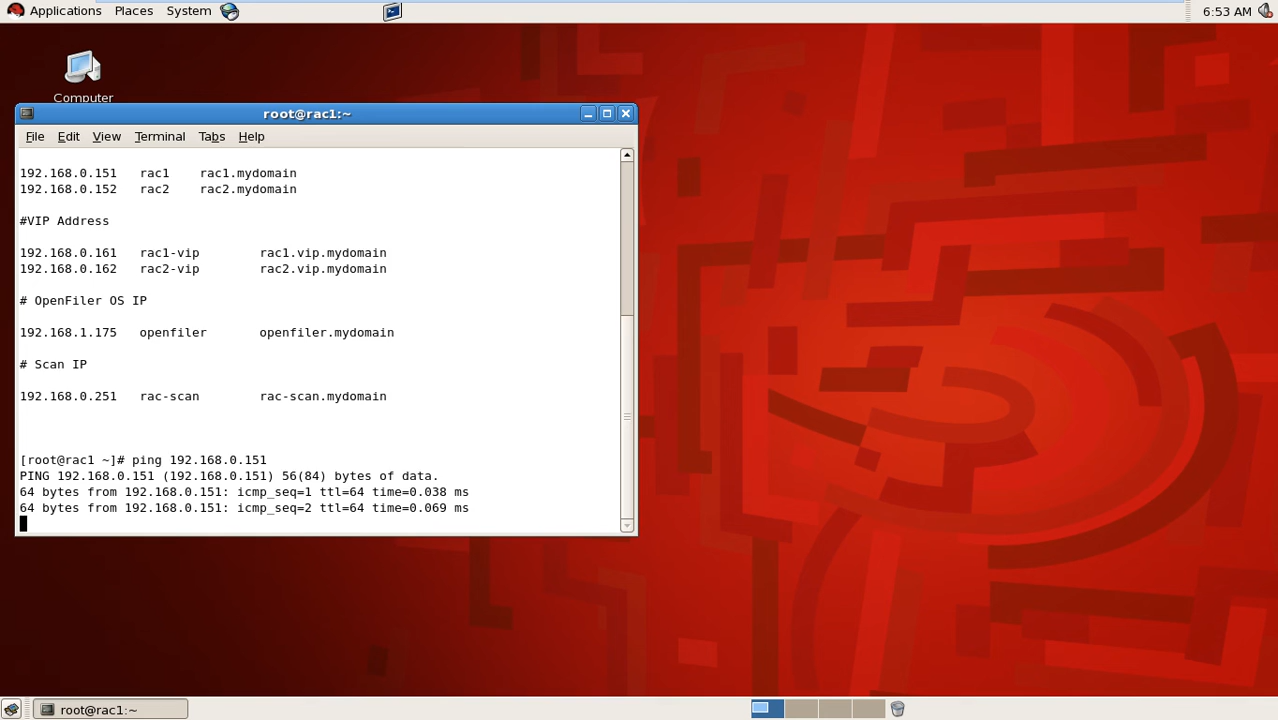 Applications Places System 6:53 AM
Computer
root@rac1:~
File Edit View Terminal Tabs Help
192.168.0.151 rac1 rac1.mydomain
192.168.0.152 rac2 rac2.mydomain
#VIP Address
192.168.0.161 rac1-vip rac1.vip.mydomain
192.168.0.162 rac2-vip rac2.vip.mydomain
# OpenFiler OS IP
192.168.1.175 openfiler openfiler.mydomain
# Scan IP
192.168.0.251 rac-scan rac-scan.mydomain
[root@rac1 ~]# ping 192.168.0.151
PING 192.168.0.151 (192.168.0.151) 56(84) bytes of data.
64 bytes from 192.168.0.151: icmp_seq=1 ttl=64 time=0.038 ms
64 bytes from 192.168.0.151: icmp_seq=2 ttl=64 time=0.069 ms
root@rac1:~